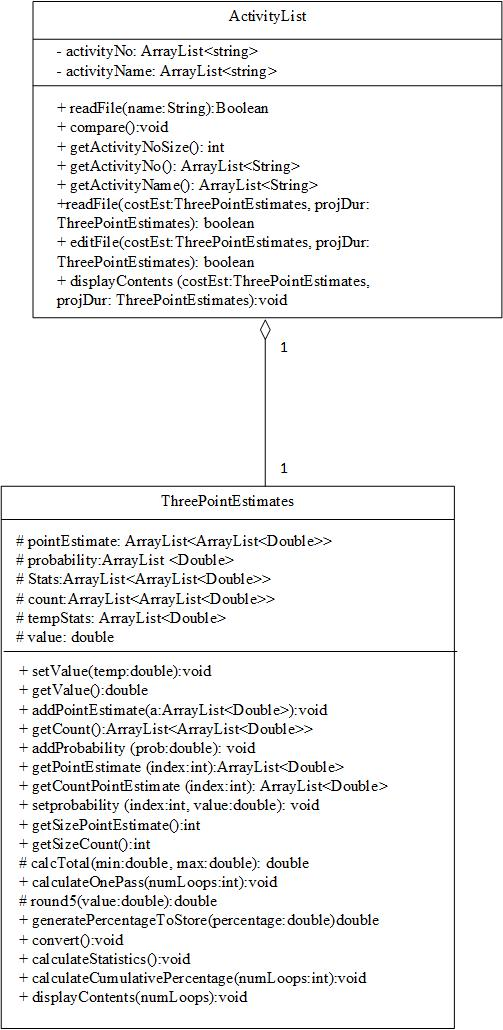 ActivityList
- activityNo: ArrayList<string>
- activityName: ArrayList<string>
+ readFile(name:String):Boolean
+ compare():void
+ getActivityNoSize(): int
+ getActivityNo(): ArrayList<String>
+ getActivityName(): ArrayList<String>
+readFile(costEst:ThreePointEstimates, projDur:
ThreePointEstimates): boolean
+ editFile(costEst:ThreePointEstimates, projDur:
ThreePointEstimates): boolean
+ displayContents (costEst:ThreePointEstimates,
projDur: ThreePointEstimates):void
1
1
ThreePointEstimates
# pointEstimate: ArrayList<ArrayList<Double>>
# probability:ArrayList <Double>
# Stats:ArrayList<ArrayList<Double>>
# count:ArrayList<ArrayList<Double>>
# tempStats: ArrayList<Double>
# value: double
+ setValue(temp:double):void
+ getValue():double
+ addPointEstimate(a:ArrayList<Double>):void
+ getCount():ArrayList<ArrayList<Double>>
+ addProbability (prob:double): void
+ getPointEstimate (index:int):ArrayList<Double>
+ getCountPointEstimate (index:int): ArrayList<Double>
+ setprobability (index:int, value:double): void
+ getSizePointEstimate():int
+ getSizeCount():int
# calcTotal(min:double, max:double): double
+ calculateOnePass(numLoops:int):void
# round5(value:double):double
+ generatePercentageToStore(percentage:double)double
+ convert():void
+ calculateStatistics():void
+ calculateCumulativePercentage(numLoops:int):void
+ displayContents(numLoops):void